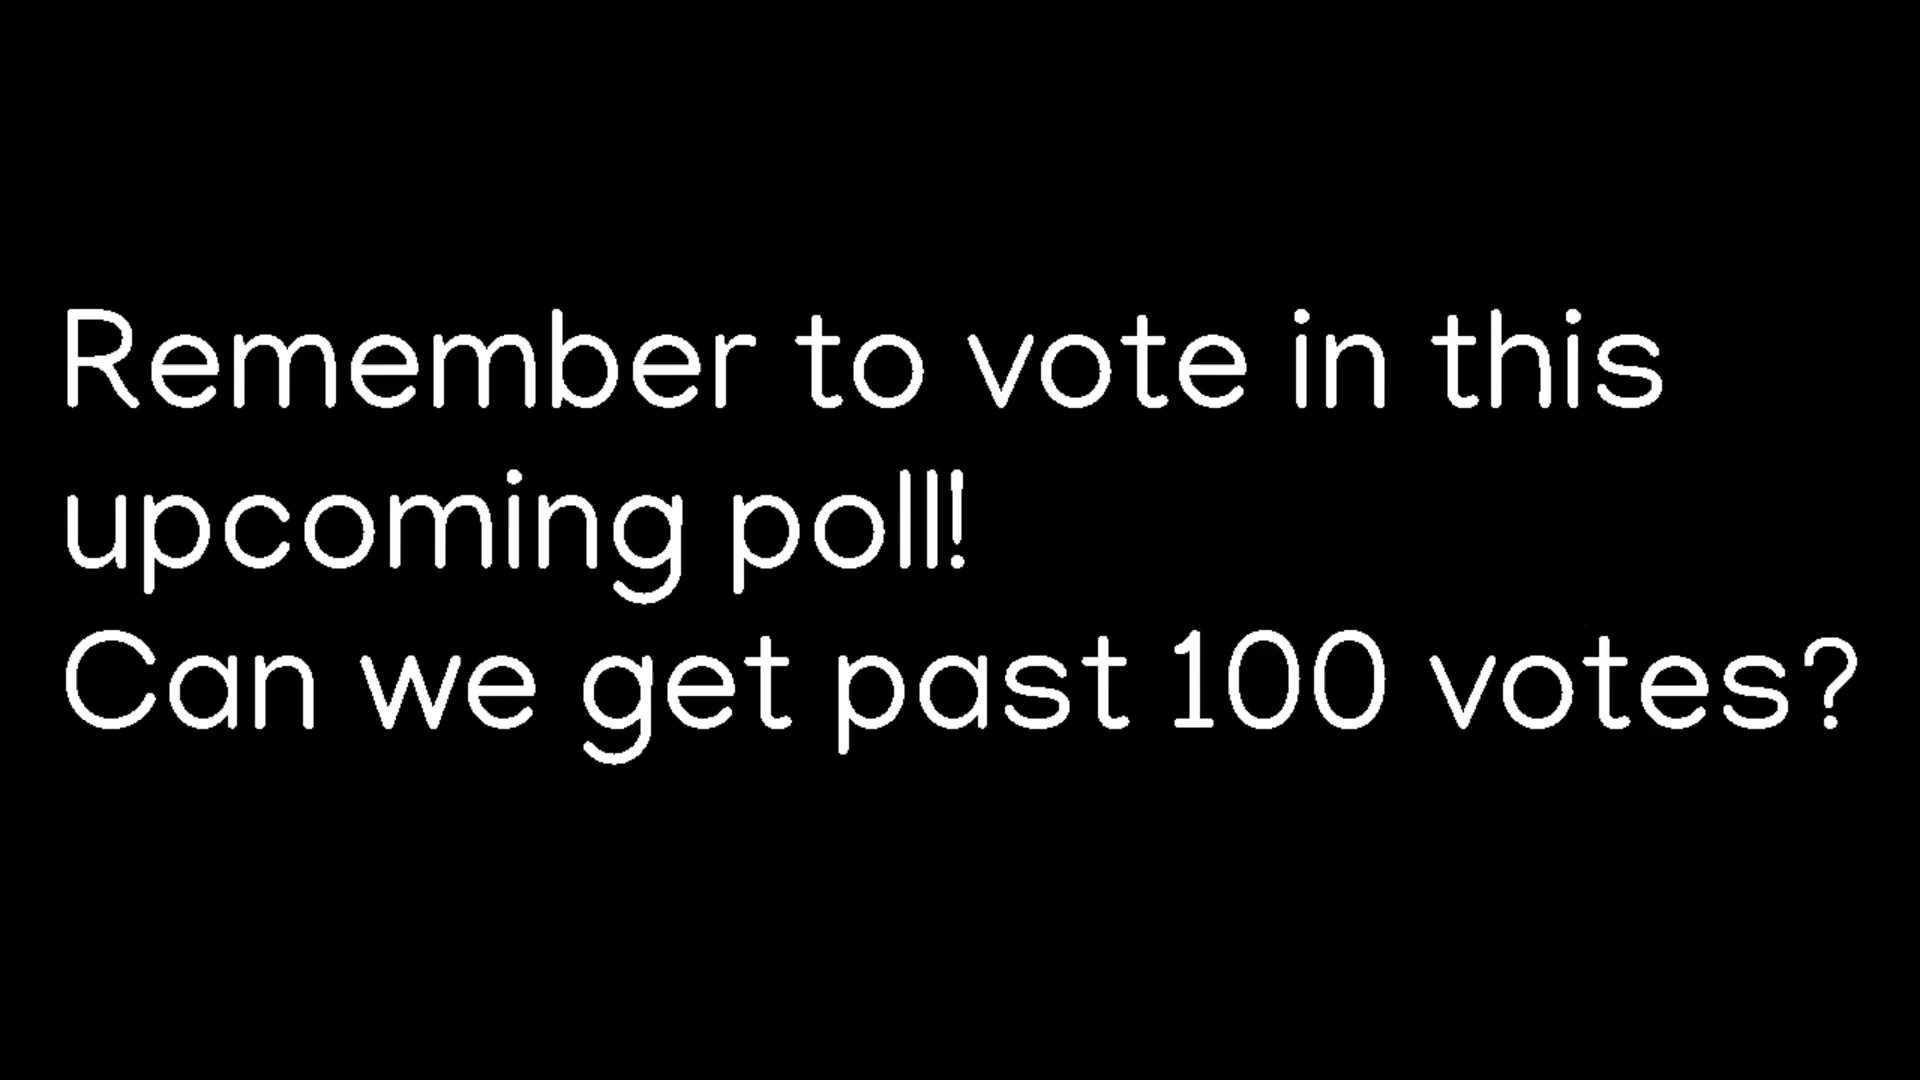 Remember to vote in this
upcoming poll!
Can we get past 100 votes?